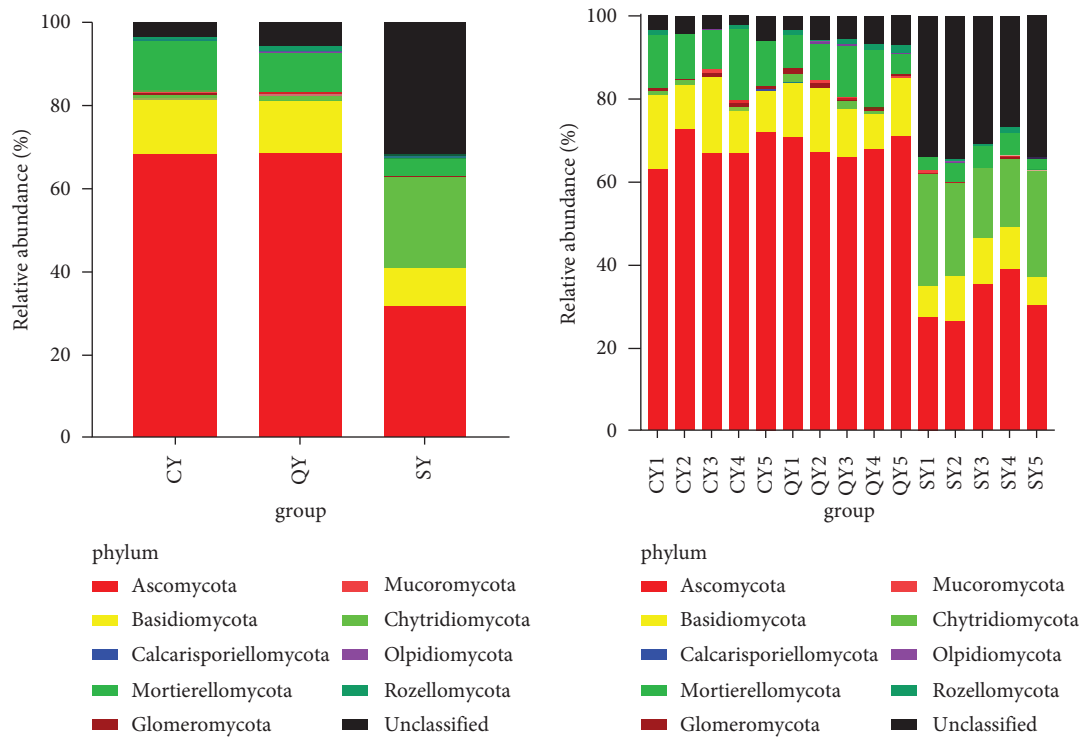 Relative abundance (%)
100
80
60
40
20
0
CY
QY
SY
group
phylum
Ascomycota
Basidiomycota
Calcarisporiellomycota
Mortierellomycota
Glomeromycota
Mucoromycota
Chytridiomycota
Olpidiomycota
Rozellomycota
Unclassified
Relative abundance (%)
100
80
60
40
20
0
CY1
CY2
CY3
CY4
CY5
QY1
QY2
QY3
QY4
QY5
SY1
SY2
SY3
SY4
SY5
group
phylum
Ascomycota
Basidiomycota
Calcarisporiellomycota
Mortierellomycota
Glomeromycota
Mucoromycota
Chytridiomycota
Olpidiomycota
Rozellomycota
Unclassified